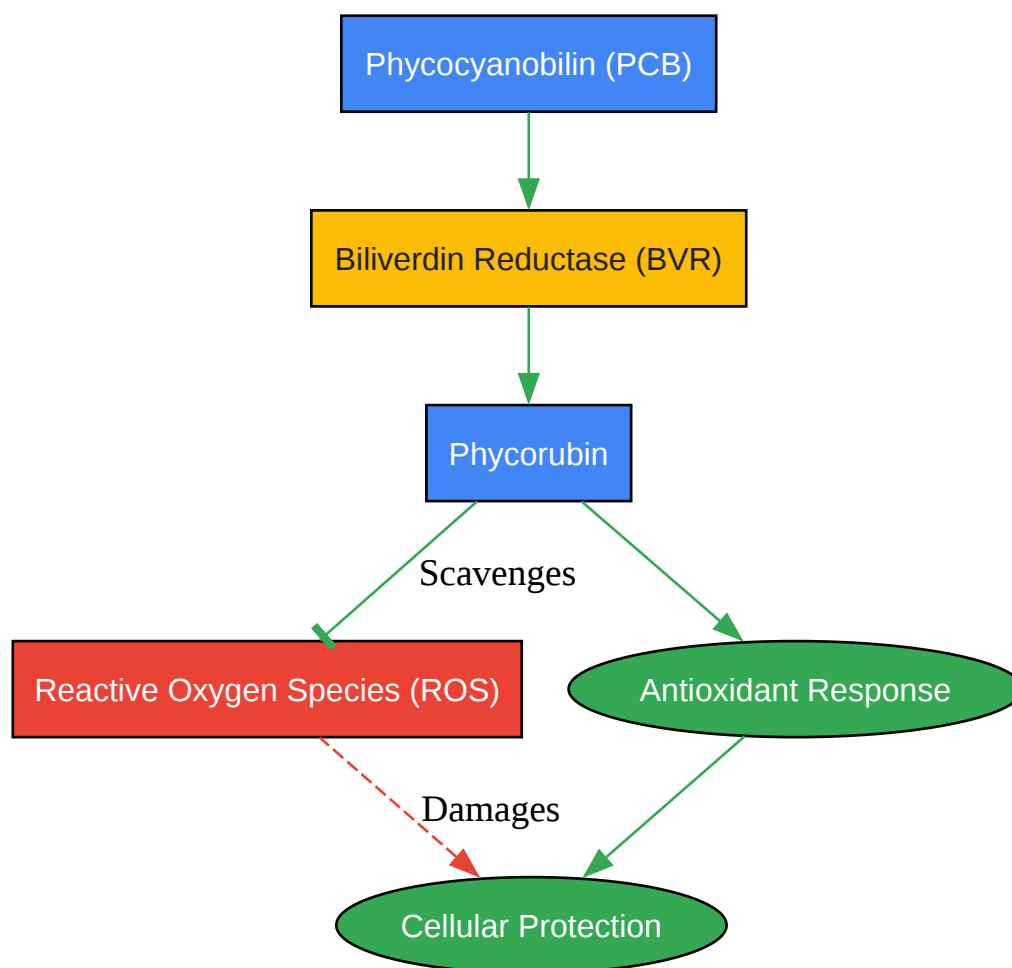 Phycocyanobilin (PCB)
Biliverdin Reductase (BVR)
Phycorubin
Scavenges
Reactive Oxygen Species (ROS)
Antioxidant Response
Damages
Cellular Protection